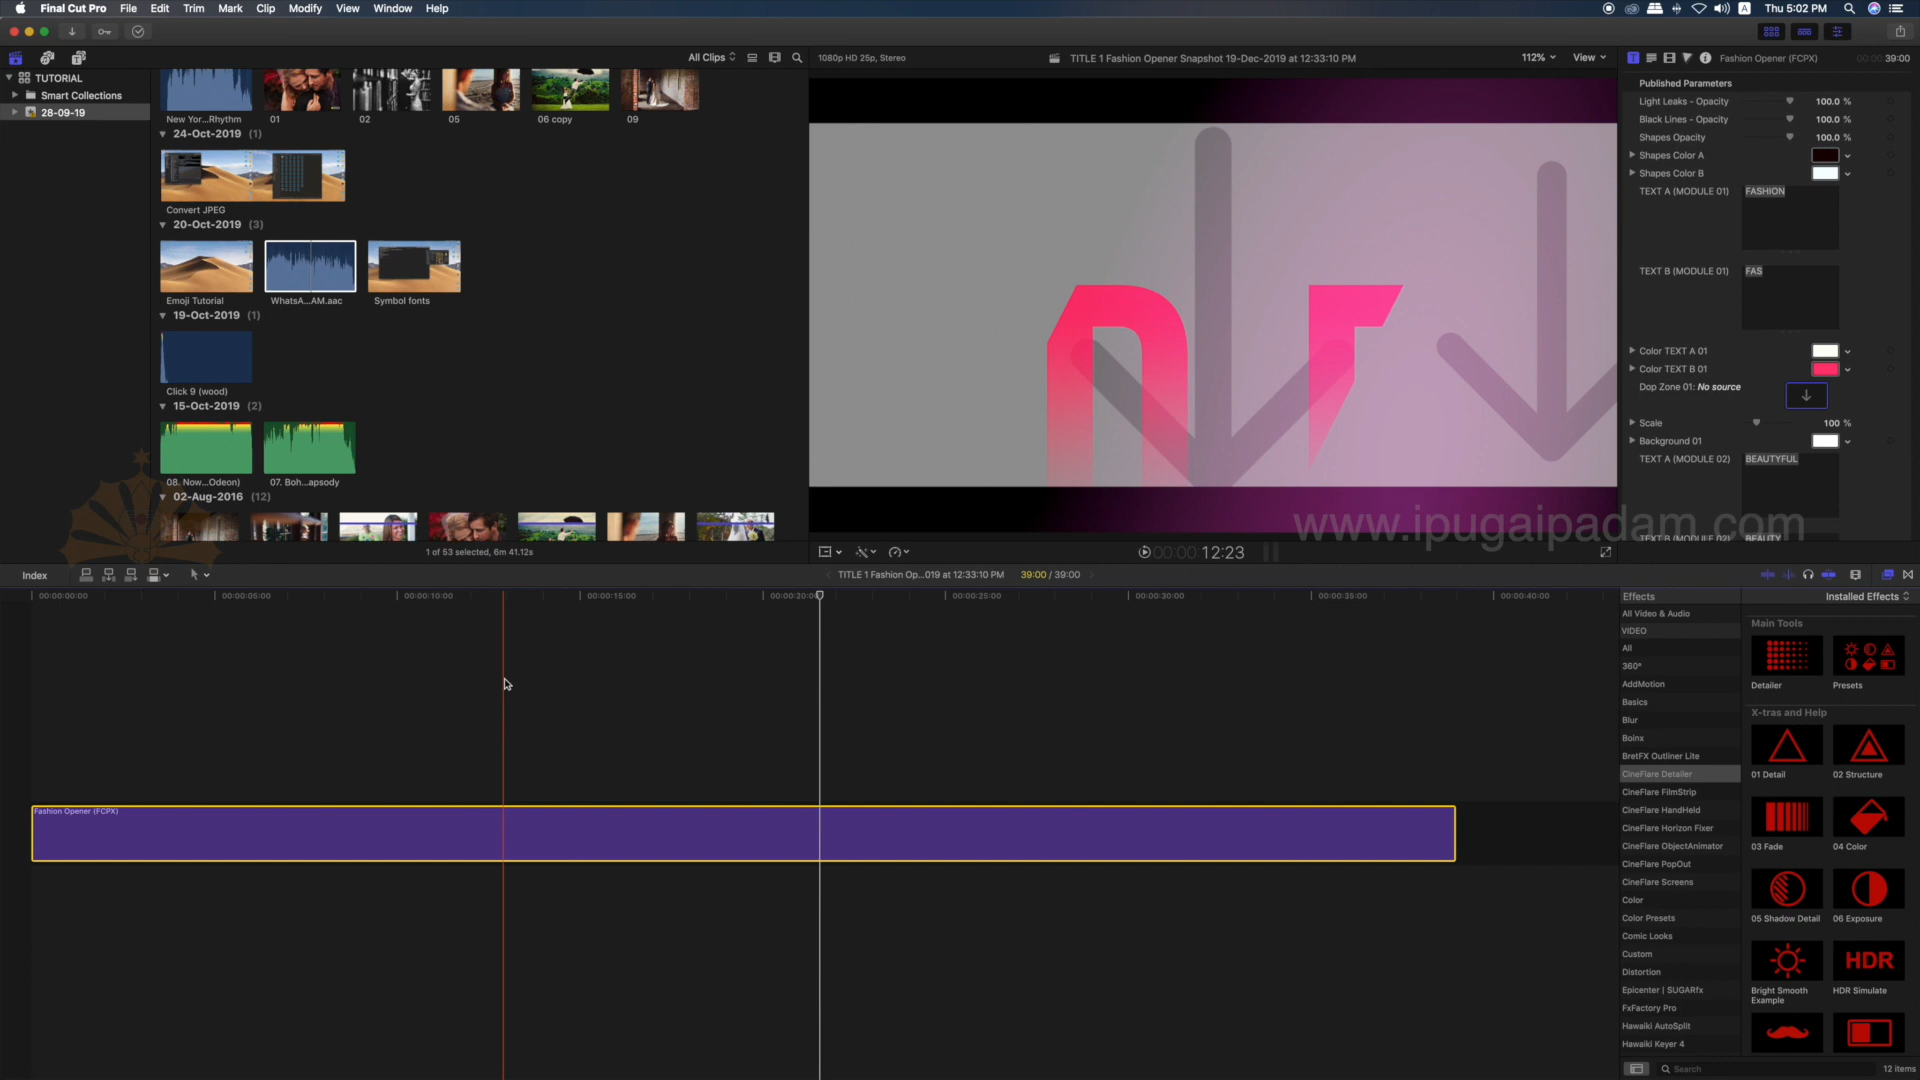 Final Cut Pro File Edit Trim Mark Clip Modify View Window Help
A Thu 5:02 PM
All Clips
1080p HD 25p, Stereo
TITLE 1 Fashion Opener Snapshot 19-Dec-2019 at 12:33:10 PM
112%
View
Fashion Opener (FCPX)
00:00:39:00
TUTORIAL
Smart Collections
28-09-19
New Yor...Rhythm
01
02
05
06 copy
09
24-Oct-2019 (1)
Convert JPEG
20-Oct-2019 (3)
Emoji Tutorial
WhatsA...AM.aac
Symbol fonts
19-Oct-2019 (1)
Click 9 (wood)
15-Oct-2019 (2)
08. Now...Odeon)
07. Boh...apsody
02-Aug-2016 (12)
1 of 53 selected, 6m 41.12s
00:00:12:23
www.ipugaipadam.com
Published Parameters
Light Leaks - Opacity 100.0 %
Black Lines - Opacity 100.0 %
Shapes Opacity 100.0 %
Shapes Color A
Shapes Color B
TEXT A (MODULE 01) FASHION
TEXT B (MODULE 01) FAS
Color TEXT A 01
Color TEXT B 01
Dop Zone 01: No source
Scale 100 %
Background 01
TEXT A (MODULE 02) BEAUTYFUL
TEXT B (MODULE 02) BEAUTY
Index
TITLE 1 Fashion Op...019 at 12:33:10 PM
39:00 / 39:00
00:00:00:00
00:00:05:00
00:00:10:00
00:00:15:00
00:00:20:00
00:00:25:00
00:00:30:00
00:00:35:00
00:00:40:00
Fashion Opener (FCPX)
Effects
Installed Effects
All Video & Audio
VIDEO
All
360°
AddMotion
Basics
Blur
Boinx
BretFX Outliner Lite
CineFlare Detailer
CineFlare FilmStrip
CineFlare HandHeld
CineFlare Horizon Fixer
CineFlare ObjectAnimator
CineFlare PopOut
CineFlare Screens
Color
Color Presets
Comic Looks
Custom
Distortion
Epicenter | SUGARfx
FxFactory Pro
Hawaiki AutoSplit
Hawaiki Keyer 4
Main Tools
Detailer
Presets
X-tras and Help
01 Detail
02 Structure
03 Fade
04 Color
05 Shadow Detail
06 Exposure
HDR
Bright Smooth Example
HDR Simulate
Search
12 items